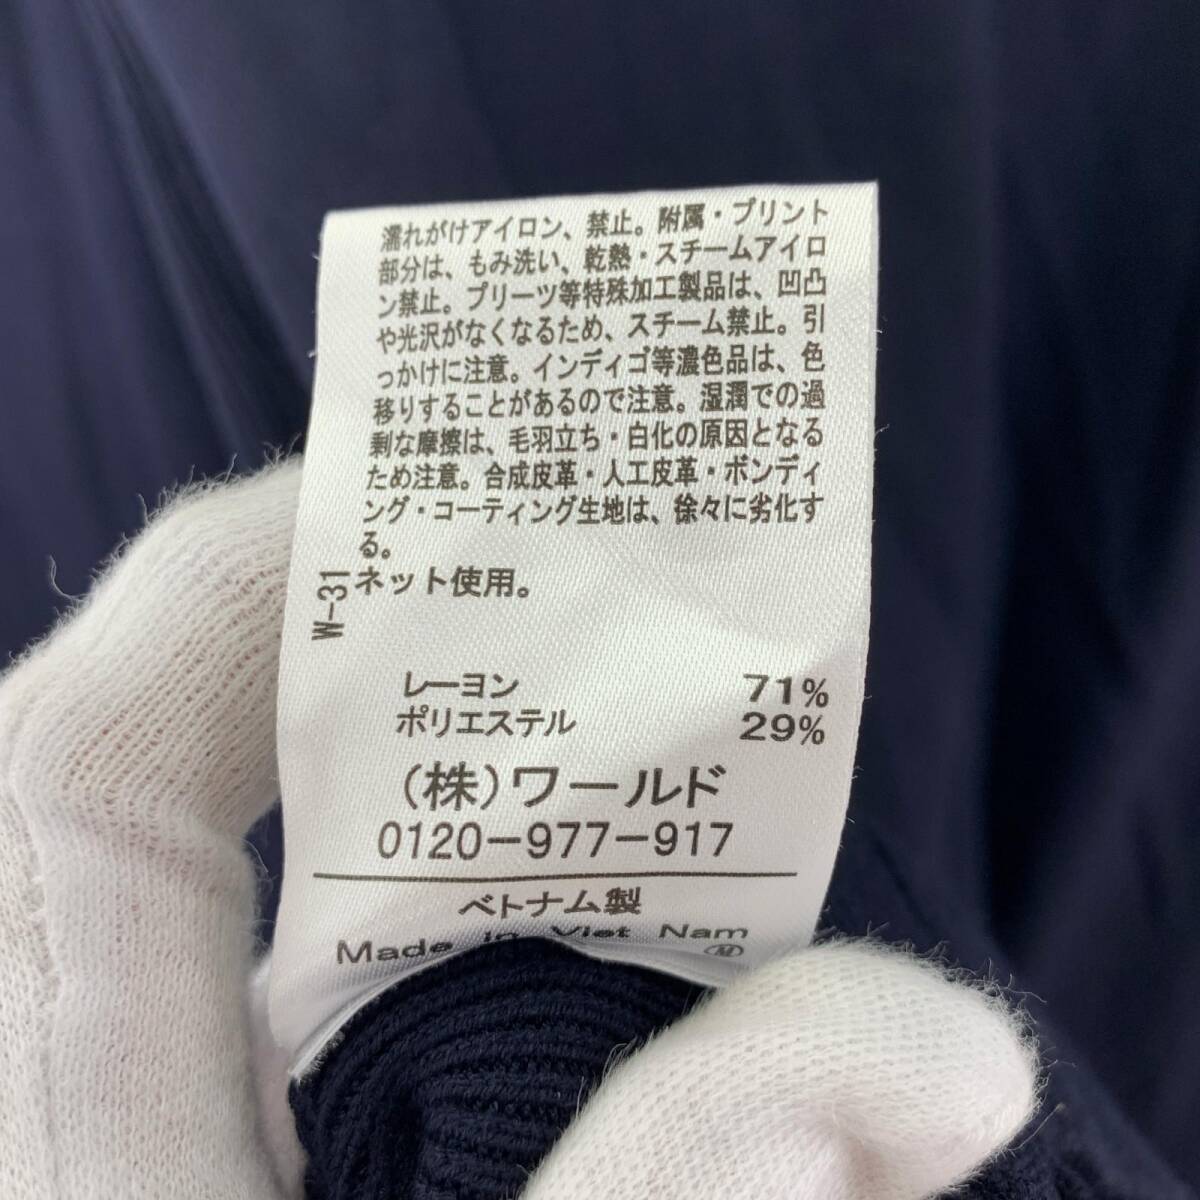 濡れがけアイロン、禁止。附属・プリント
部分は、もみ洗い、乾熱・スチームアイロ
ン禁止。プリーツ等特殊加工製品は、凹凸
や光沢がなくなるため、スチーム禁止。引
っかけに注意。インディゴ等濃色品は、色
移りすることがあるので注意。湿潤での過
剰な摩擦は、毛羽立ち・白化の原因となる
ため注意。合成皮革・人工皮革・ボンディ
ング・コーティング生地は、徐々に劣化す
る。
ネット使用。
W-31
レーヨン 71%
ポリエステル 29%
(株)ワールド
0120-977-917
ベトナム製
Made in Viet Nam
M